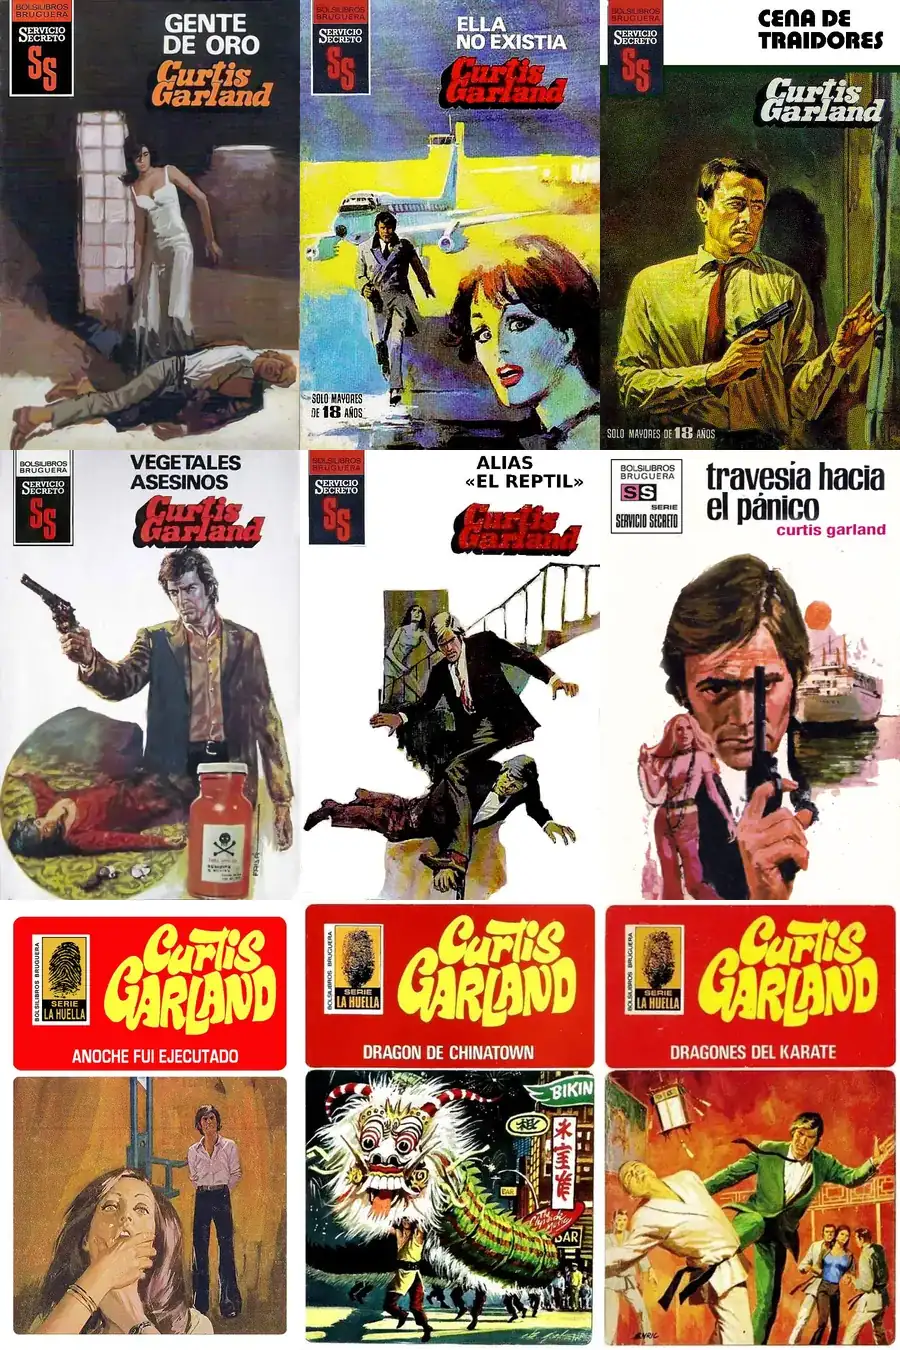 BOLSILIBROS
BRUGUERA
SERVICIO
SECRETO
SS
GENTE
DE ORO
Curtis
Garland
BOLSILIBROS
BRUGUERA
SERVICIO
SECRETO
SS
ELLA
NO EXISTIA
Curtis
Garland
SOLO MAYORES
DE 18 AÑOS
BOLSILIBROS
BRUGUERA
SERVICIO
SECRETO
SS
CENA DE
TRAIDORES
Curtis
Garland
SOLO MAYORES DE 18 AÑOS
BOLSILIBROS
BRUGUERA
SERVICIO
SECRETO
SS
VEGETALES
ASESINOS
Curtis
Garland
BOLSILIBROS
BRUGUERA
SERVICIO
SECRETO
SS
ALIAS
«EL REPTIL»
Curtis
Garland
BOLSILIBROS
BRUGUERA
SS
SERIE
SERVICIO SECRETO
travesía hacia
el pánico
curtis garland
BOLSILIBROS BRUGUERA
SERIE
LA HUELLA
Curtis
GARLAND
ANOCHE FUI EJECUTADO
BOLSILIBROS BRUGUERA
SERIE
LA HUELLA
Curtis
GARLAND
DRAGON DE CHINATOWN
BIKIN
BAR
BAR
BOLSILIBROS BRUGUERA
SERIE
LA HUELLA
Curtis
GARLAND
DRAGONES DEL KARATE